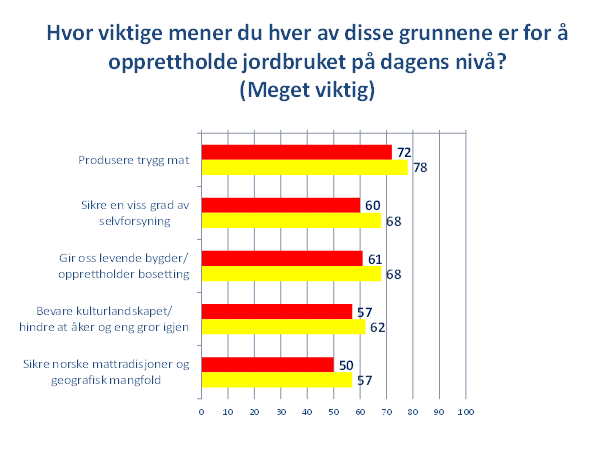 Hvor viktige mener du hver av disse grunnene er for å
opprettholde jordbruket på dagens nivå?
(Meget viktig)
Produsere trygg mat
72
78
Sikre en viss grad av
selvforsyning
60
68
Gir oss levende bygder/
opprettholder bosetting
61
68
Bevare kulturlandskapet/
hindre at åker og eng gror igjen
57
62
Sikre norske mattradisjoner og
geografisk mangfold
50
57
0 10 20 30 40 50 60 70 80 90 100